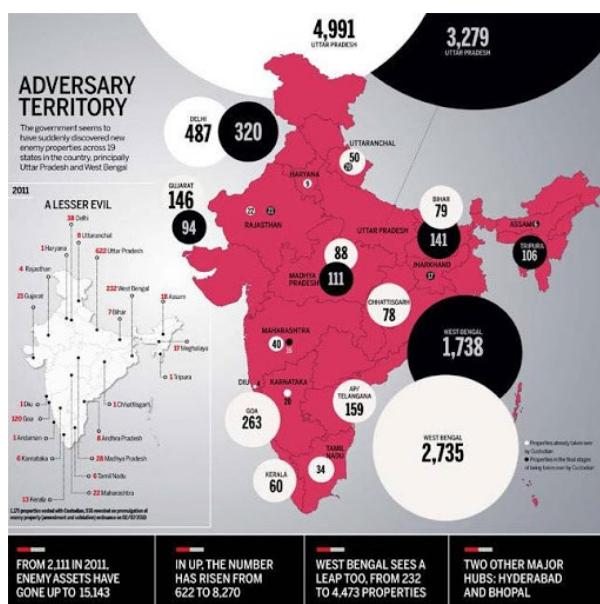 4,991
UTTAR PRADESH
3,279
UTTAR PRADESH
ADVERSARY
TERRITORY
The government seems to
have suddenly discovered new
enemy properties across 19
states in the country, principally
Uttar Pradesh and West Bengal
DELHI
487
320
UTTARANCHAL
50
HARYANA
GUJARAT
146
94
RAJASTHAN
UTTAR PRADESH
BIHAR
79
141
JHARKHAND
ASSAM
TRIPURA
106
88
MADHYA
PRADESH
111
CHHATTISGARH
78
WEST BENGAL
1,738
WEST BENGAL
2,735
MAHARASHTRA
40
DIU
KARNATAKA
20
AP/
TELANGANA
159
GOA
263
KERALA
60
TAMIL
NADU
34
Properties already taken over
by Custodian
Properties in the final stages
of being taken over by Custodian
2011
A LESSER EVIL
38 Delhi
8 Uttaranchal
1 Haryana
622 Uttar Pradesh
4 Rajasthan
232 West Bengal
21 Gujarat
7 Bihar
18 Assam
17 Meghalaya
1 Tripura
1 Diu
1 Chhattisgarh
120 Goa
1 Andaman
8 Andhra Pradesh
6 Karnataka
28 Madhya Pradesh
6 Tamil Nadu
13 Kerala
22 Maharashtra
FROM 2,111 IN 2011,
ENEMY ASSETS HAVE
GONE UP TO 15,143
IN UP, THE NUMBER
HAS RISEN FROM
622 TO 8,270
WEST BENGAL SEES A
LEAP TOO, FROM 232
TO 4,473 PROPERTIES
TWO OTHER MAJOR
HUBS: HYDERABAD
AND BHOPAL